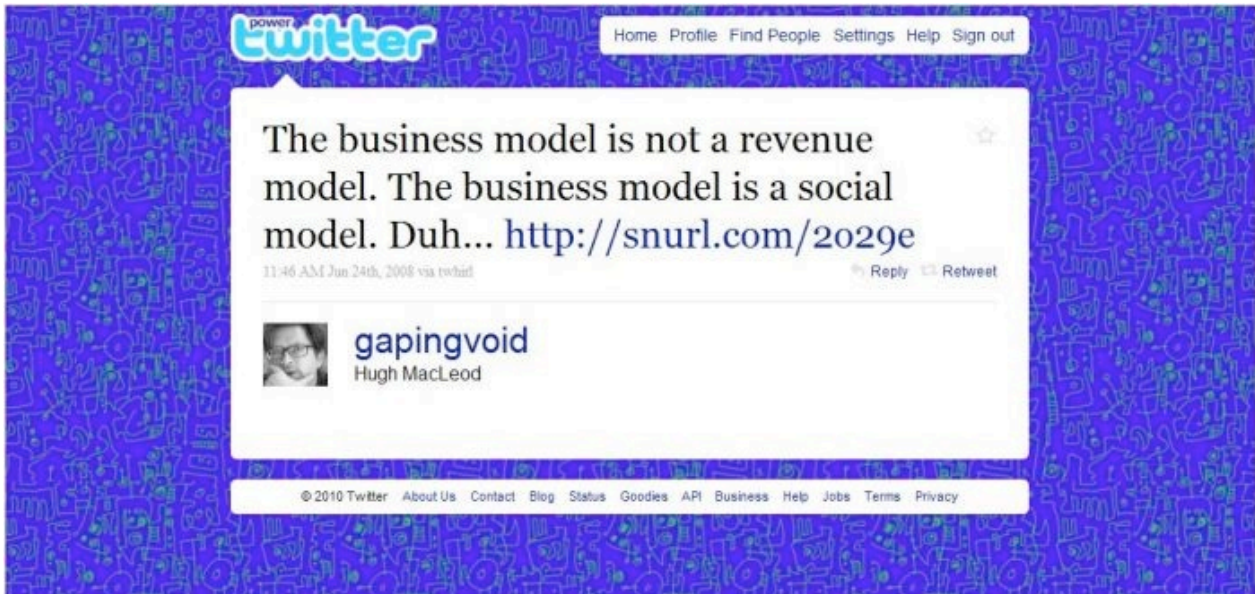 power
twitter
Home Profile Find People Settings Help Sign out
The business model is not a revenue
model. The business model is a social
model. Duh... http://snurl.com/2o29e
11:46 AM Jun 24th, 2008 via twhirl
Reply Retweet
gapingvoid
Hugh MacLeod
© 2010 Twitter About Us Contact Blog Status Goodies API Business Help Jobs Terms Privacy